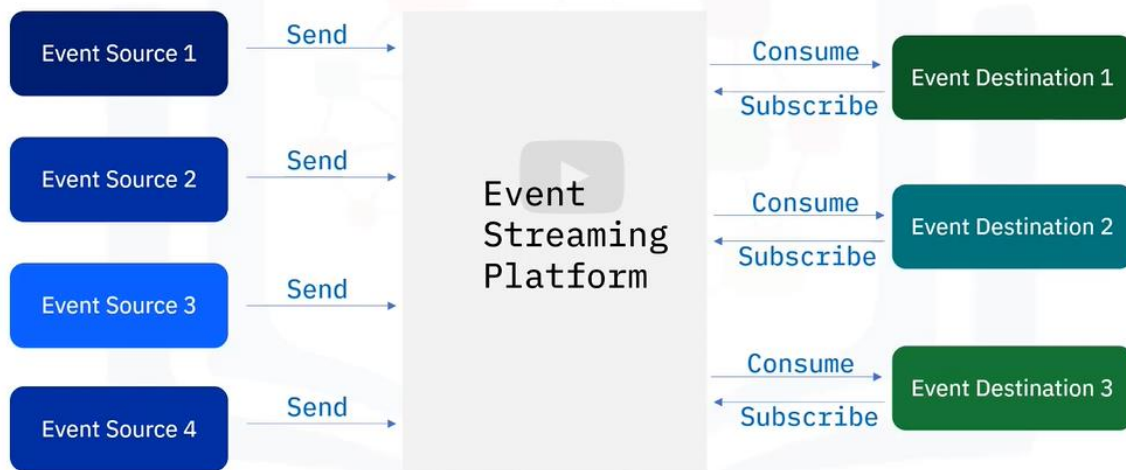 Event Source 1
Send
Event Source 2
Send
Event Source 3
Send
Event Source 4
Send
Event
Streaming
Platform
Consume
Subscribe
Event Destination 1
Consume
Subscribe
Event Destination 2
Consume
Subscribe
Event Destination 3